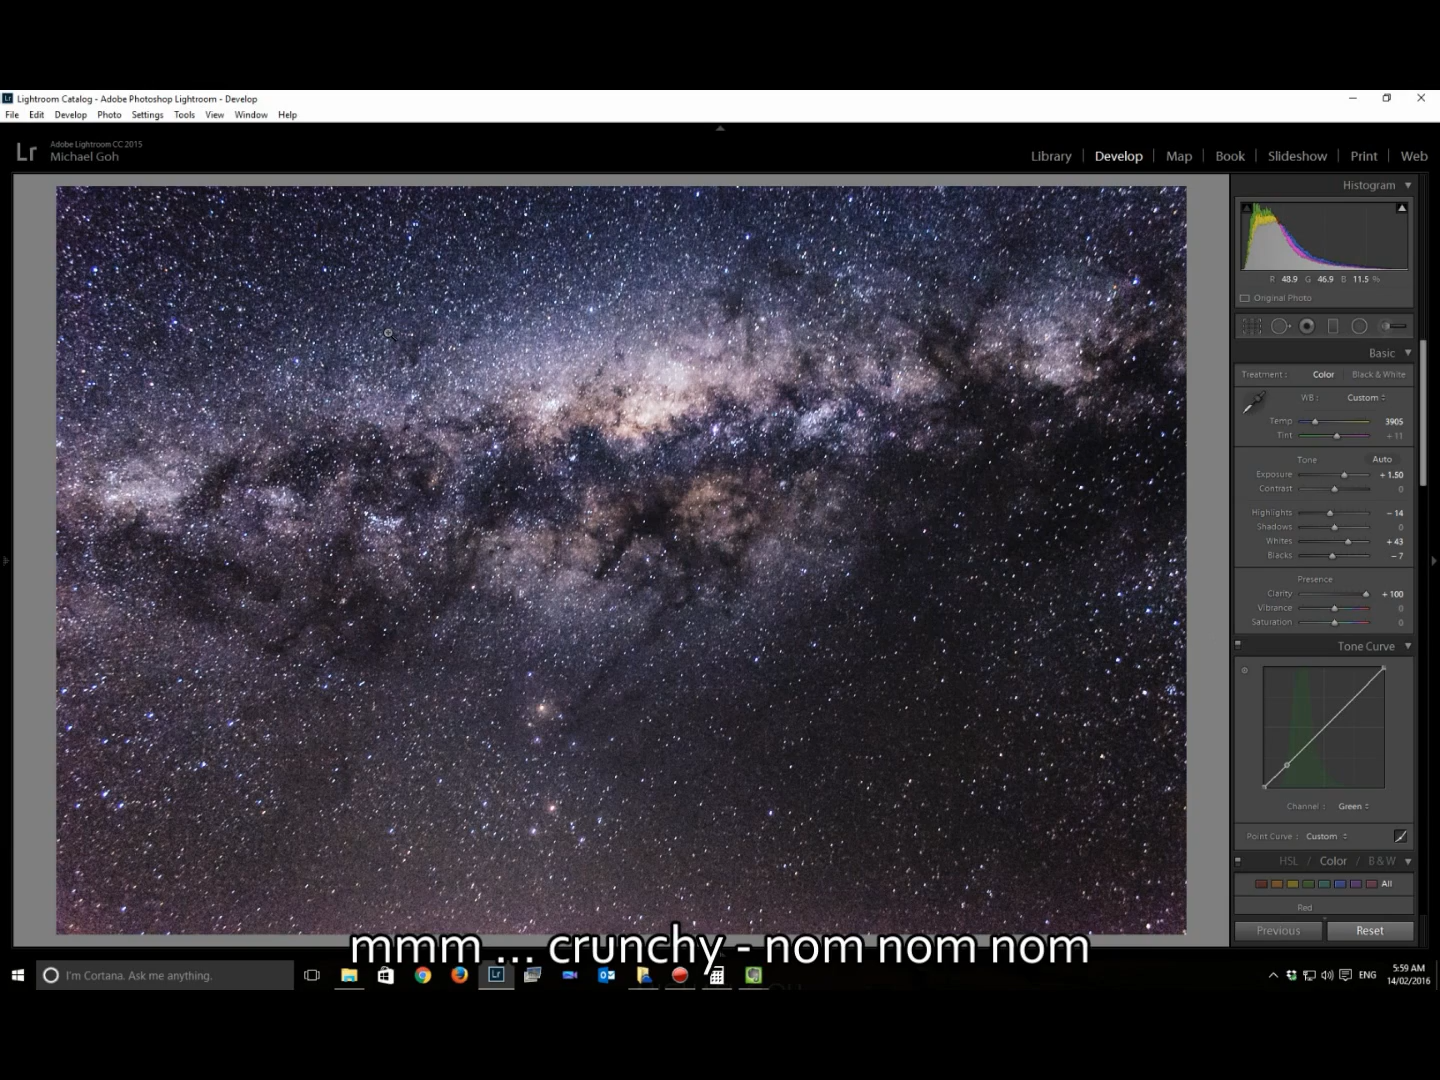 Lightroom Catalog - Adobe Photoshop Lightroom - Develop
File Edit Develop Photo Settings Tools View Window Help
Lr
Adobe Lightroom CC 2015
Michael Goh
Library | Develop | Map | Book | Slideshow | Print | Web
Histogram
R 48.9 G 46.9 B 11.5 %
Original Photo
Basic
Treatment : Color Black & White
WB : Custom
Temp 3905
Tint + 11
Tone Auto
Exposure + 1.50
Contrast 0
Highlights - 14
Shadows 0
Whites + 43
Blacks - 7
Presence
Clarity + 100
Vibrance 0
Saturation 0
Tone Curve
Channel : Green
Point Curve : Custom
HSL / Color / B & W
All
Red
Previous Reset
mmm ... crunchy - nom nom nom
I'm Cortana. Ask me anything.
Lr
ENG
5:59 AM
14/02/2016